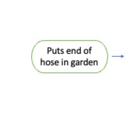 Puts end of
hose in garden